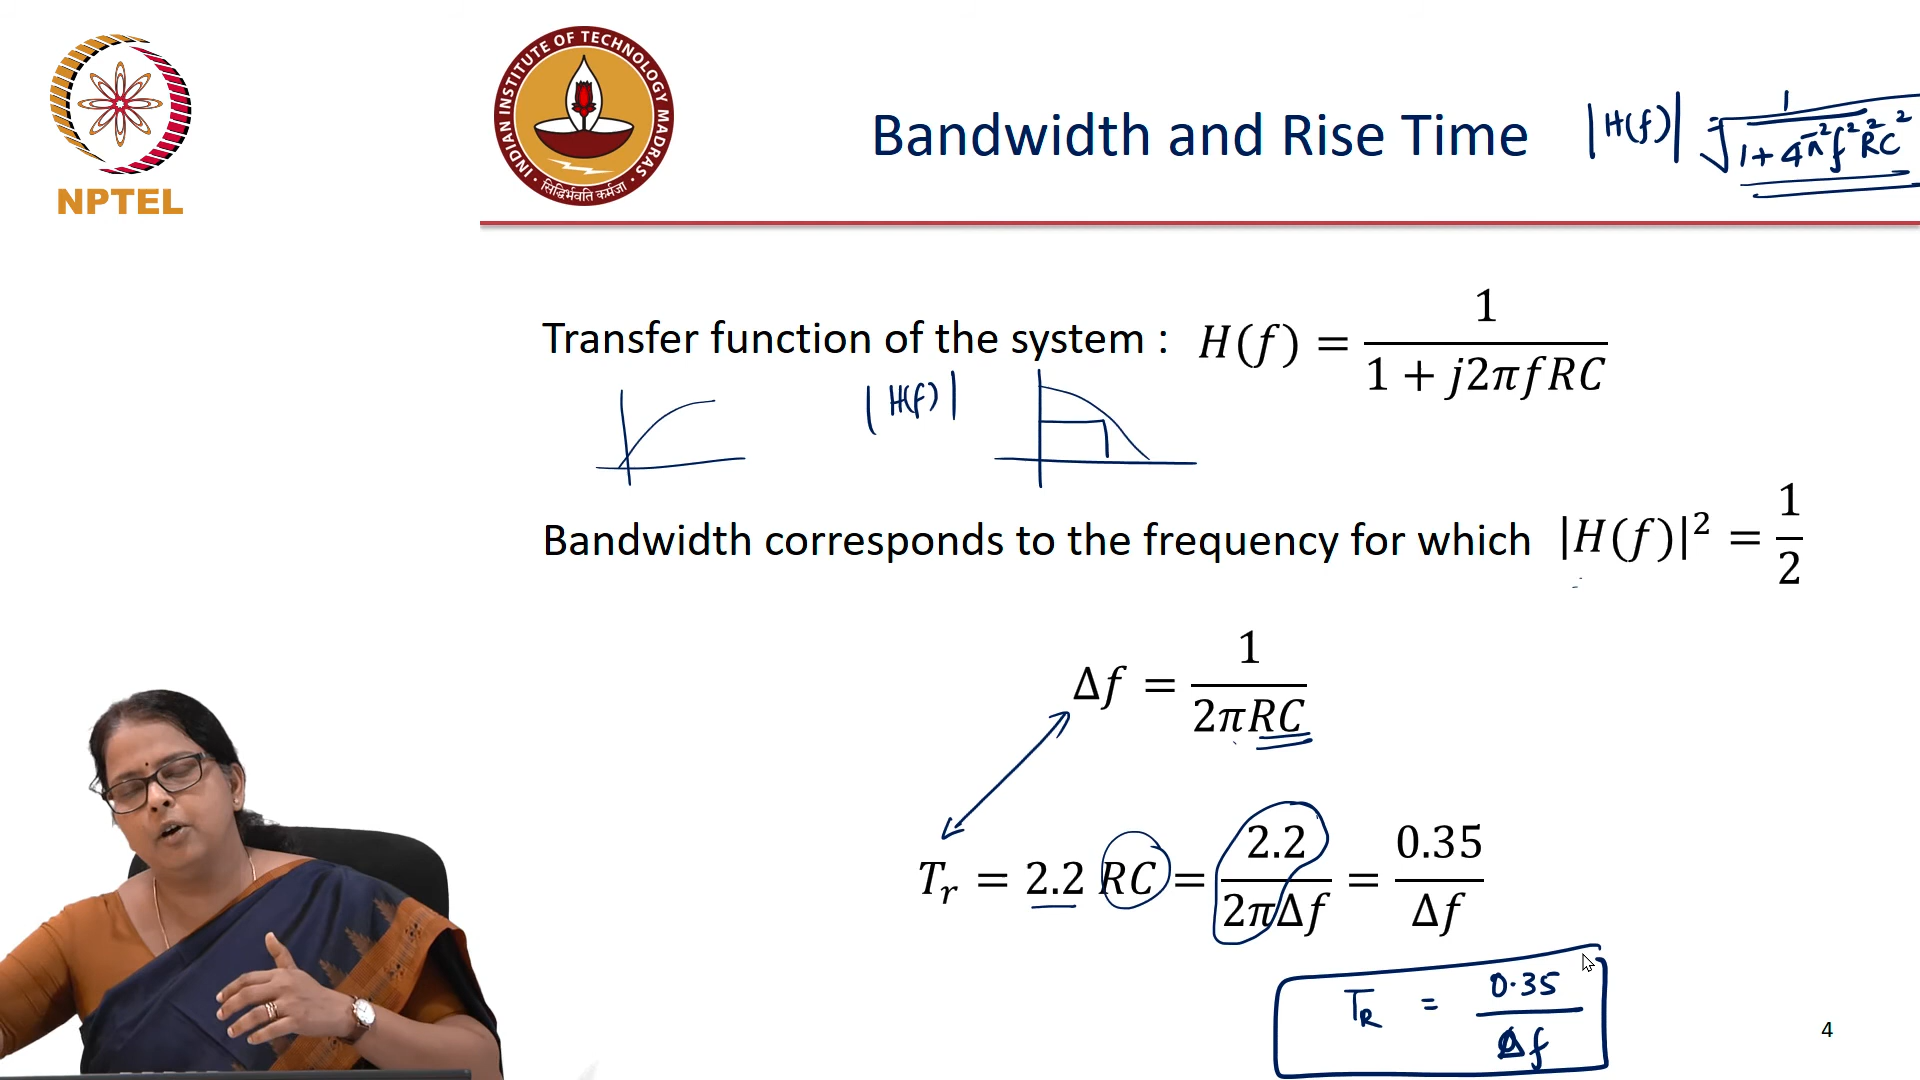 NPTEL
INDIAN INSTITUTE OF TECHNOLOGY MADRAS
सिद्धिर्भवति कर्मजा
Bandwidth and Rise Time
|H(f)| = 1/√(1+4π²f²R²C²)
Transfer function of the system : H(f) = 1/(1 + j2πfRC)
|H(f)|
Bandwidth corresponds to the frequency for which |H(f)|² = 1/2
Δf = 1/(2πRC)
Tᵣ = 2.2 RC = 2.2/(2πΔf) = 0.35/Δf
T_R = 0.35/Δf
4